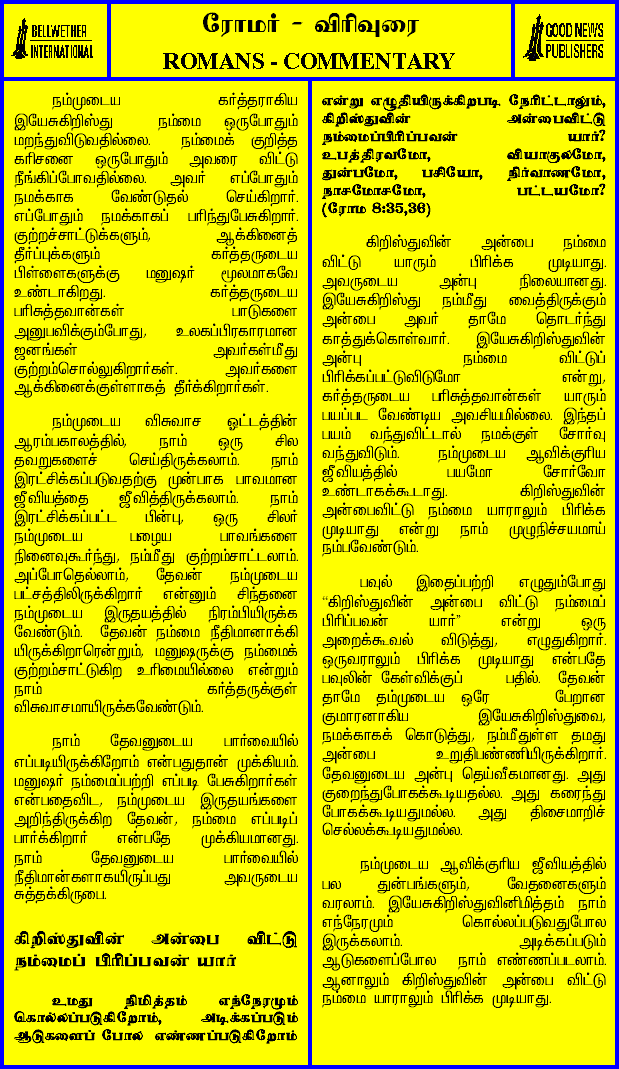 BELLWETHER
INTERNATIONAL
ரோமர் - விரிவுரை
ROMANS - COMMENTARY
GOOD NEWS
PUBLISHERS
நம்முடைய கர்த்தராகிய
இயேசுகிறிஸ்து நம்மை ஒருபோதும்
மறந்துவிடுவதில்லை. நம்மைக் குறித்த
கரிசனை ஒருபோதும் அவரை விட்டு
நீங்கிப்போவதில்லை. அவர் எப்போதும்
நமக்காக வேண்டுதல் செய்கிறார்.
எப்போதும் நமக்காகப் பரிந்துபேசுகிறார்.
குற்றச்சாட்டுக்களும், ஆக்கினைத்
தீர்ப்புக்களும் கர்த்தருடைய
பிள்ளைகளுக்கு மனுஷர் மூலமாகவே
உண்டாகிறது. கர்த்தருடைய
பரிசுத்தவான்கள் பாடுகளை
அனுபவிக்கும்போது, உலகப்பிரகாரமான
ஜனங்கள் அவர்கள்மீது
குற்றம்சொல்லுகிறார்கள். அவர்களை
ஆக்கினைக்குள்ளாகத் தீர்க்கிறார்கள்.
நம்முடைய விசுவாச ஓட்டத்தின்
ஆரம்பகாலத்தில், நாம் ஒரு சில
தவறுகளைச் செய்திருக்கலாம். நாம்
இரட்சிக்கப்படுவதற்கு முன்பாக பாவமான
ஜீவியத்தை ஜீவித்திருக்கலாம். நாம்
இரட்சிக்கப்பட்ட பின்பு, ஒரு சிலர்
நம்முடைய பழைய பாவங்களை
நினைவுகூர்ந்து, நம்மீது குற்றம்சாட்டலாம்.
அப்போதெல்லாம், தேவன் நம்முடைய
பட்சத்திலிருக்கிறார் என்னும் சிந்தனை
நம்முடைய இருதயத்தில் நிரம்பியிருக்க
வேண்டும். தேவன் நம்மை நீதிமானாக்கி
யிருக்கிறாரென்றும், மனுஷருக்கு நம்மைக்
குற்றம்சாட்டுகிற உரிமையில்லை என்றும்
நாம் கர்த்தருக்குள்
விசுவாசமாயிருக்கவேண்டும்.
நாம் தேவனுடைய பார்வையில்
எப்படியிருக்கிறோம் என்பதுதான் முக்கியம்.
மனுஷர் நம்மைப்பற்றி எப்படி பேசுகிறார்கள்
என்பதைவிட, நம்முடைய இருதயங்களை
அறிந்திருக்கிற தேவன், நம்மை எப்படிப்
பார்க்கிறார் என்பதே முக்கியமானது.
நாம் தேவனுடைய பார்வையில்
நீதிமான்களாகயிருப்பது அவருடைய
சுத்தக்கிருபை.
கிறிஸ்துவின் அன்பை விட்டு
நம்மைப் பிரிப்பவன் யார்
உமது நிமித்தம் எந்நேரமும்
கொல்லப்படுகிறோம், அடிக்கப்படும்
ஆடுகளைப் போல எண்ணப்படுகிறோம்
என்று எழுதியிருக்கிறபடி நேரிட்டாலும்,
கிறிஸ்துவின் அன்பைவிட்டு
நம்மைப்பிரிப்பவன் யார்?
உபத்திரவமோ, வியாகுலமோ,
துன்பமோ, பசியோ, நிர்வாணமோ,
நாசமோசமோ, பட்டயமோ?
(ரோம 8:35,36)
கிறிஸ்துவின் அன்பை நம்மை
விட்டு யாரும் பிரிக்க முடியாது.
அவருடைய அன்பு நிலையானது.
இயேசுகிறிஸ்து நம்மீது வைத்திருக்கும்
அன்பை அவர் தாமே தொடர்ந்து
காத்துக்கொள்வார். இயேசுகிறிஸ்துவின்
அன்பு நம்மை விட்டுப்
பிரிக்கப்பட்டுவிடுமோ என்று,
கர்த்தருடைய பரிசுத்தவான்கள் யாரும்
பயப்பட வேண்டிய அவசியமில்லை. இந்தப்
பயம் வந்துவிட்டால் நமக்குள் சோர்வு
வந்துவிடும். நம்முடைய ஆவிக்குரிய
ஜீவியத்தில் பயமோ சோர்வோ
உண்டாகக்கூடாது. கிறிஸ்துவின்
அன்பைவிட்டு நம்மை யாராலும் பிரிக்க
முடியாது என்று நாம் முழுநிச்சயமாய்
நம்பவேண்டும்.
பவுல் இதைப்பற்றி எழுதும்போது
“கிறிஸ்துவின் அன்பை விட்டு நம்மைப்
பிரிப்பவன் யார்” என்று ஒரு
அறைக்கூவல் விடுத்து, எழுதுகிறார்.
ஒருவராலும் பிரிக்க முடியாது என்பதே
பவுலின் கேள்விக்குப் பதில். தேவன்
தாமே தம்முடைய ஒரே பேறான
குமாரனாகிய இயேசுகிறிஸ்துவை,
நமக்காகக் கொடுத்து, நம்மீதுள்ள தமது
அன்பை உறுதிபண்ணியிருக்கிறார்.
தேவனுடைய அன்பு தெய்வீகமானது. அது
குறைந்துபோகக்கூடியதல்ல. அது கரைந்து
போகக்கூடியதுமல்ல. அது திசைமாறிச்
செல்லக்கூடியதுமல்ல.
நம்முடைய ஆவிக்குரிய ஜீவியத்தில்
பல துன்பங்களும், வேதனைகளும்
வரலாம். இயேசுகிறிஸ்துவினிமித்தம் நாம்
எந்நேரமும் கொல்லப்படுவதுபோல
இருக்கலாம். அடிக்கப்படும்
ஆடுகளைப்போல நாம் எண்ணப்படலாம்.
ஆனாலும் கிறிஸ்துவின் அன்பை விட்டு
நம்மை யாராலும் பிரிக்க முடியாது.